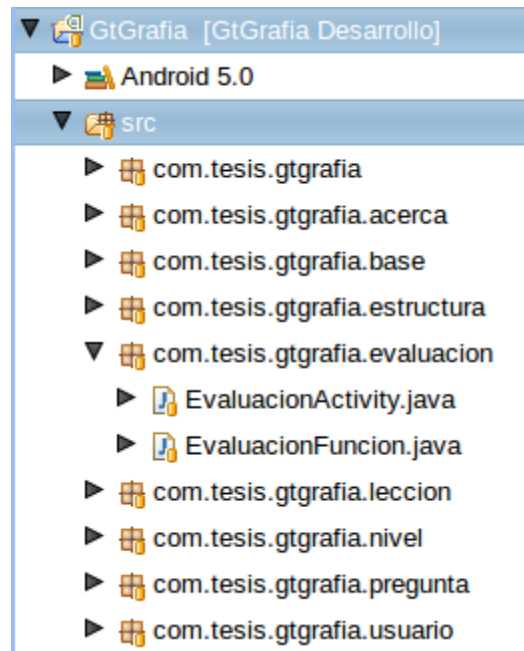 GtGrafia [GtGrafia Desarrollo]
Android 5.0
src
com.tesis.gtgrafia
com.tesis.gtgrafia.acerca
com.tesis.gtgrafia.base
com.tesis.gtgrafia.estructura
com.tesis.gtgrafia.evaluacion
EvaluacionActivity.java
EvaluacionFuncion.java
com.tesis.gtgrafia.leccion
com.tesis.gtgrafia.nivel
com.tesis.gtgrafia.pregunta
com.tesis.gtgrafia.usuario